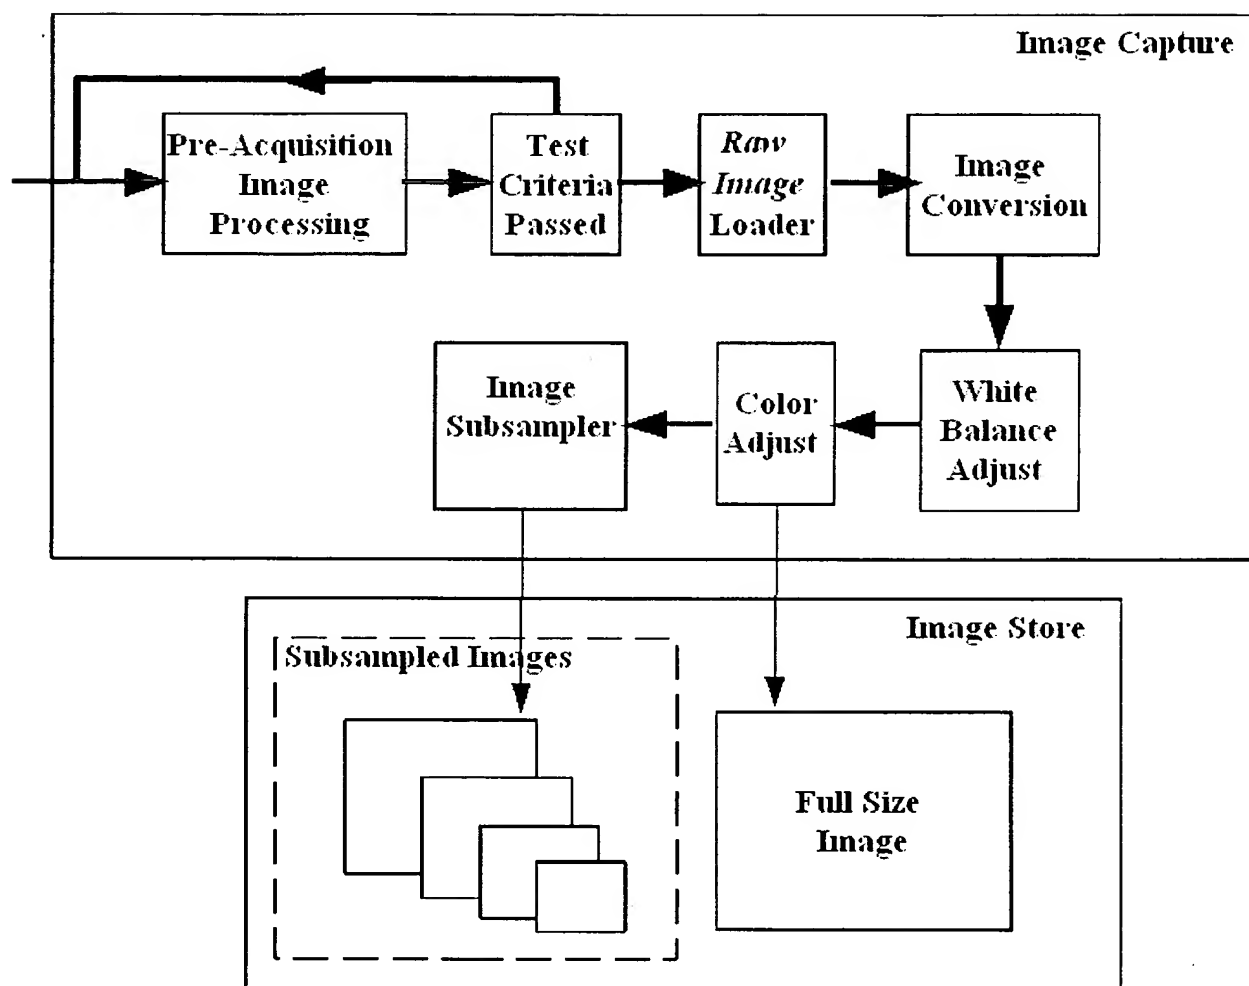 Image Capture
Pre-Acquisition
Image
Processing
Test
Criteria
Passed
Raw
Image
Loader
Image
Conversion
Image
Subsampler
Color
Adjust
White
Balance
Adjust
Image Store
Subsampled Images
Full Size
Image